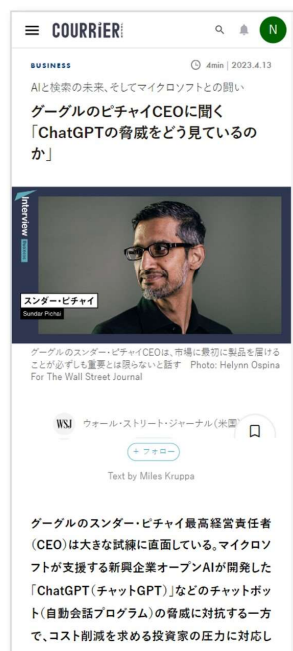 COURRiER
N
BUSINESS
4min | 2023.4.13
AIと検索の未来、そしてマイクロソフトとの闘い
グーグルのピチャイCEOに聞く
「ChatGPTの脅威をどう見ているの
か」
Interview
スンダー・ピチャイ
Sundar Pichai
グーグルのスンダー・ピチャイCEOは、市場に最初に製品を届ける
ことが必ずしも重要とは限らないと話す Photo: Helynn Ospina
For The Wall Street Journal
WSJ ウォール・ストリート・ジャーナル(米国
+ フォロー
Text by Miles Kruppa
グーグルのスンダー・ピチャイ最高経営責任者
(CEO)は大きな試練に直面している。マイクロソ
フトが支援する新興企業オープンAIが開発した
「ChatGPT(チャットGPT)」などのチャットボッ
ト(自動会話プログラム)の脅威に対抗する一方
で、コスト削減を求める投資家の圧力に対応し